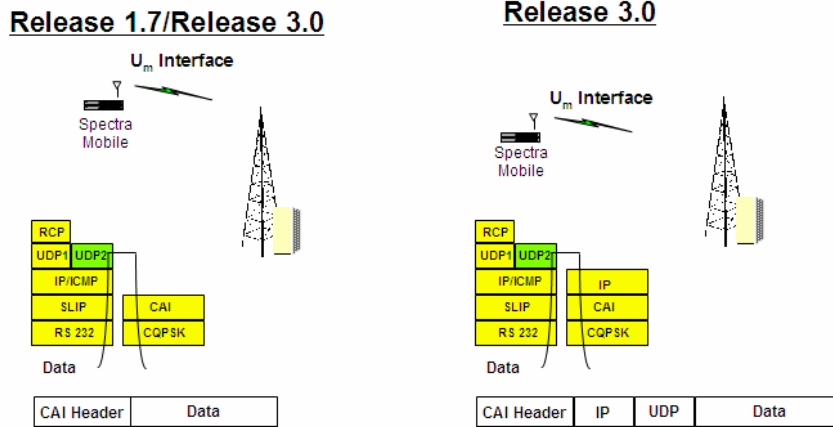 Release 1.7/Release 3.0
Um Interface
Spectra
Mobile
RCP
UDP1 UDP2
IP/ICMP
SLIP CAI
RS 232 CQPSK
Data
CAI Header Data
Release 3.0
Um Interface
Spectra
Mobile
RCP
UDP1 UDP2
IP/ICMP IP
SLIP CAI
RS 232 CQPSK
Data
CAI Header IP UDP Data